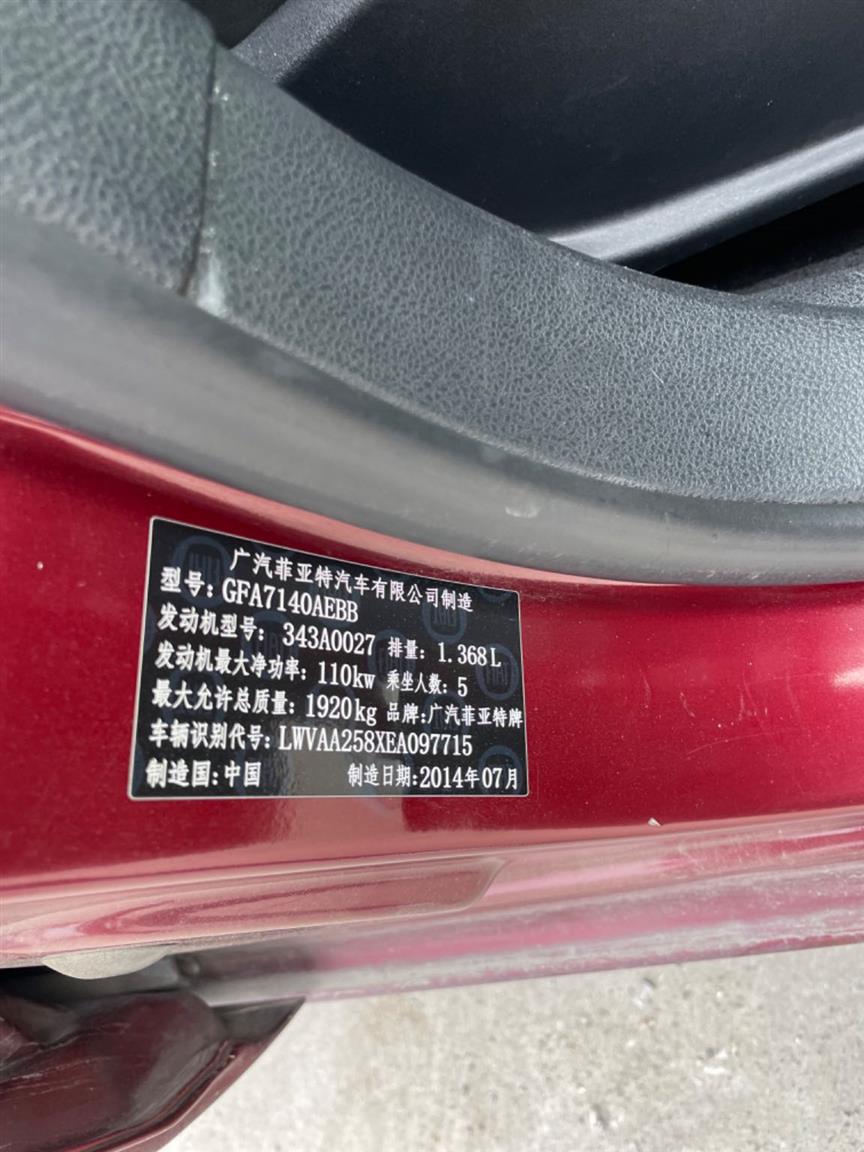 广汽菲亚特汽车有限公司制造
型号: GFA7140AEBB
发动机型号: 343A0027 排量: 1.368L
发动机最大净功率: 110kw 乘坐人数: 5
最大允许总质量: 1920kg 品牌:广汽菲亚特牌
车辆识别代号: LWVAA258XEA097715
制造国:中国 制造日期:2014年07月